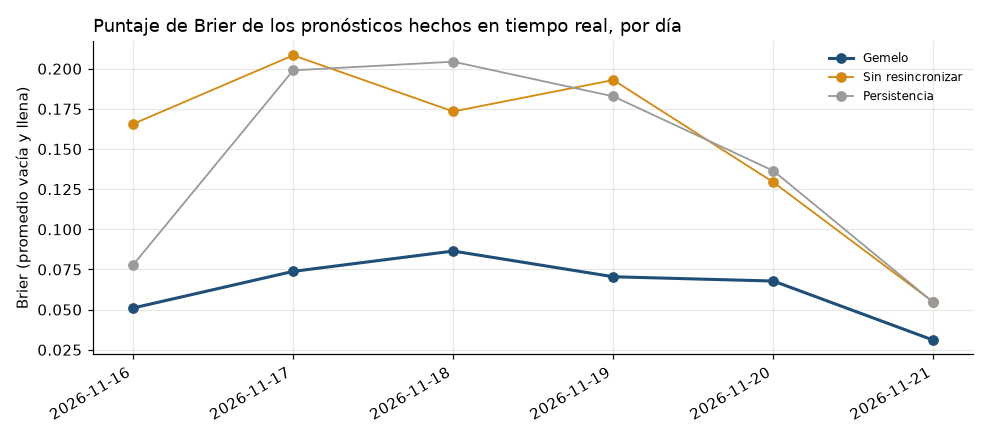 Puntaje de Brier de los pronósticos hechos en tiempo real, por día
Gemelo
Sin resincronizar
Persistencia
Brier (promedio vacía y llena)
0.200
0.175
0.150
0.125
0.100
0.075
0.050
0.025
2026-11-16
2026-11-17
2026-11-18
2026-11-19
2026-11-20
2026-11-21